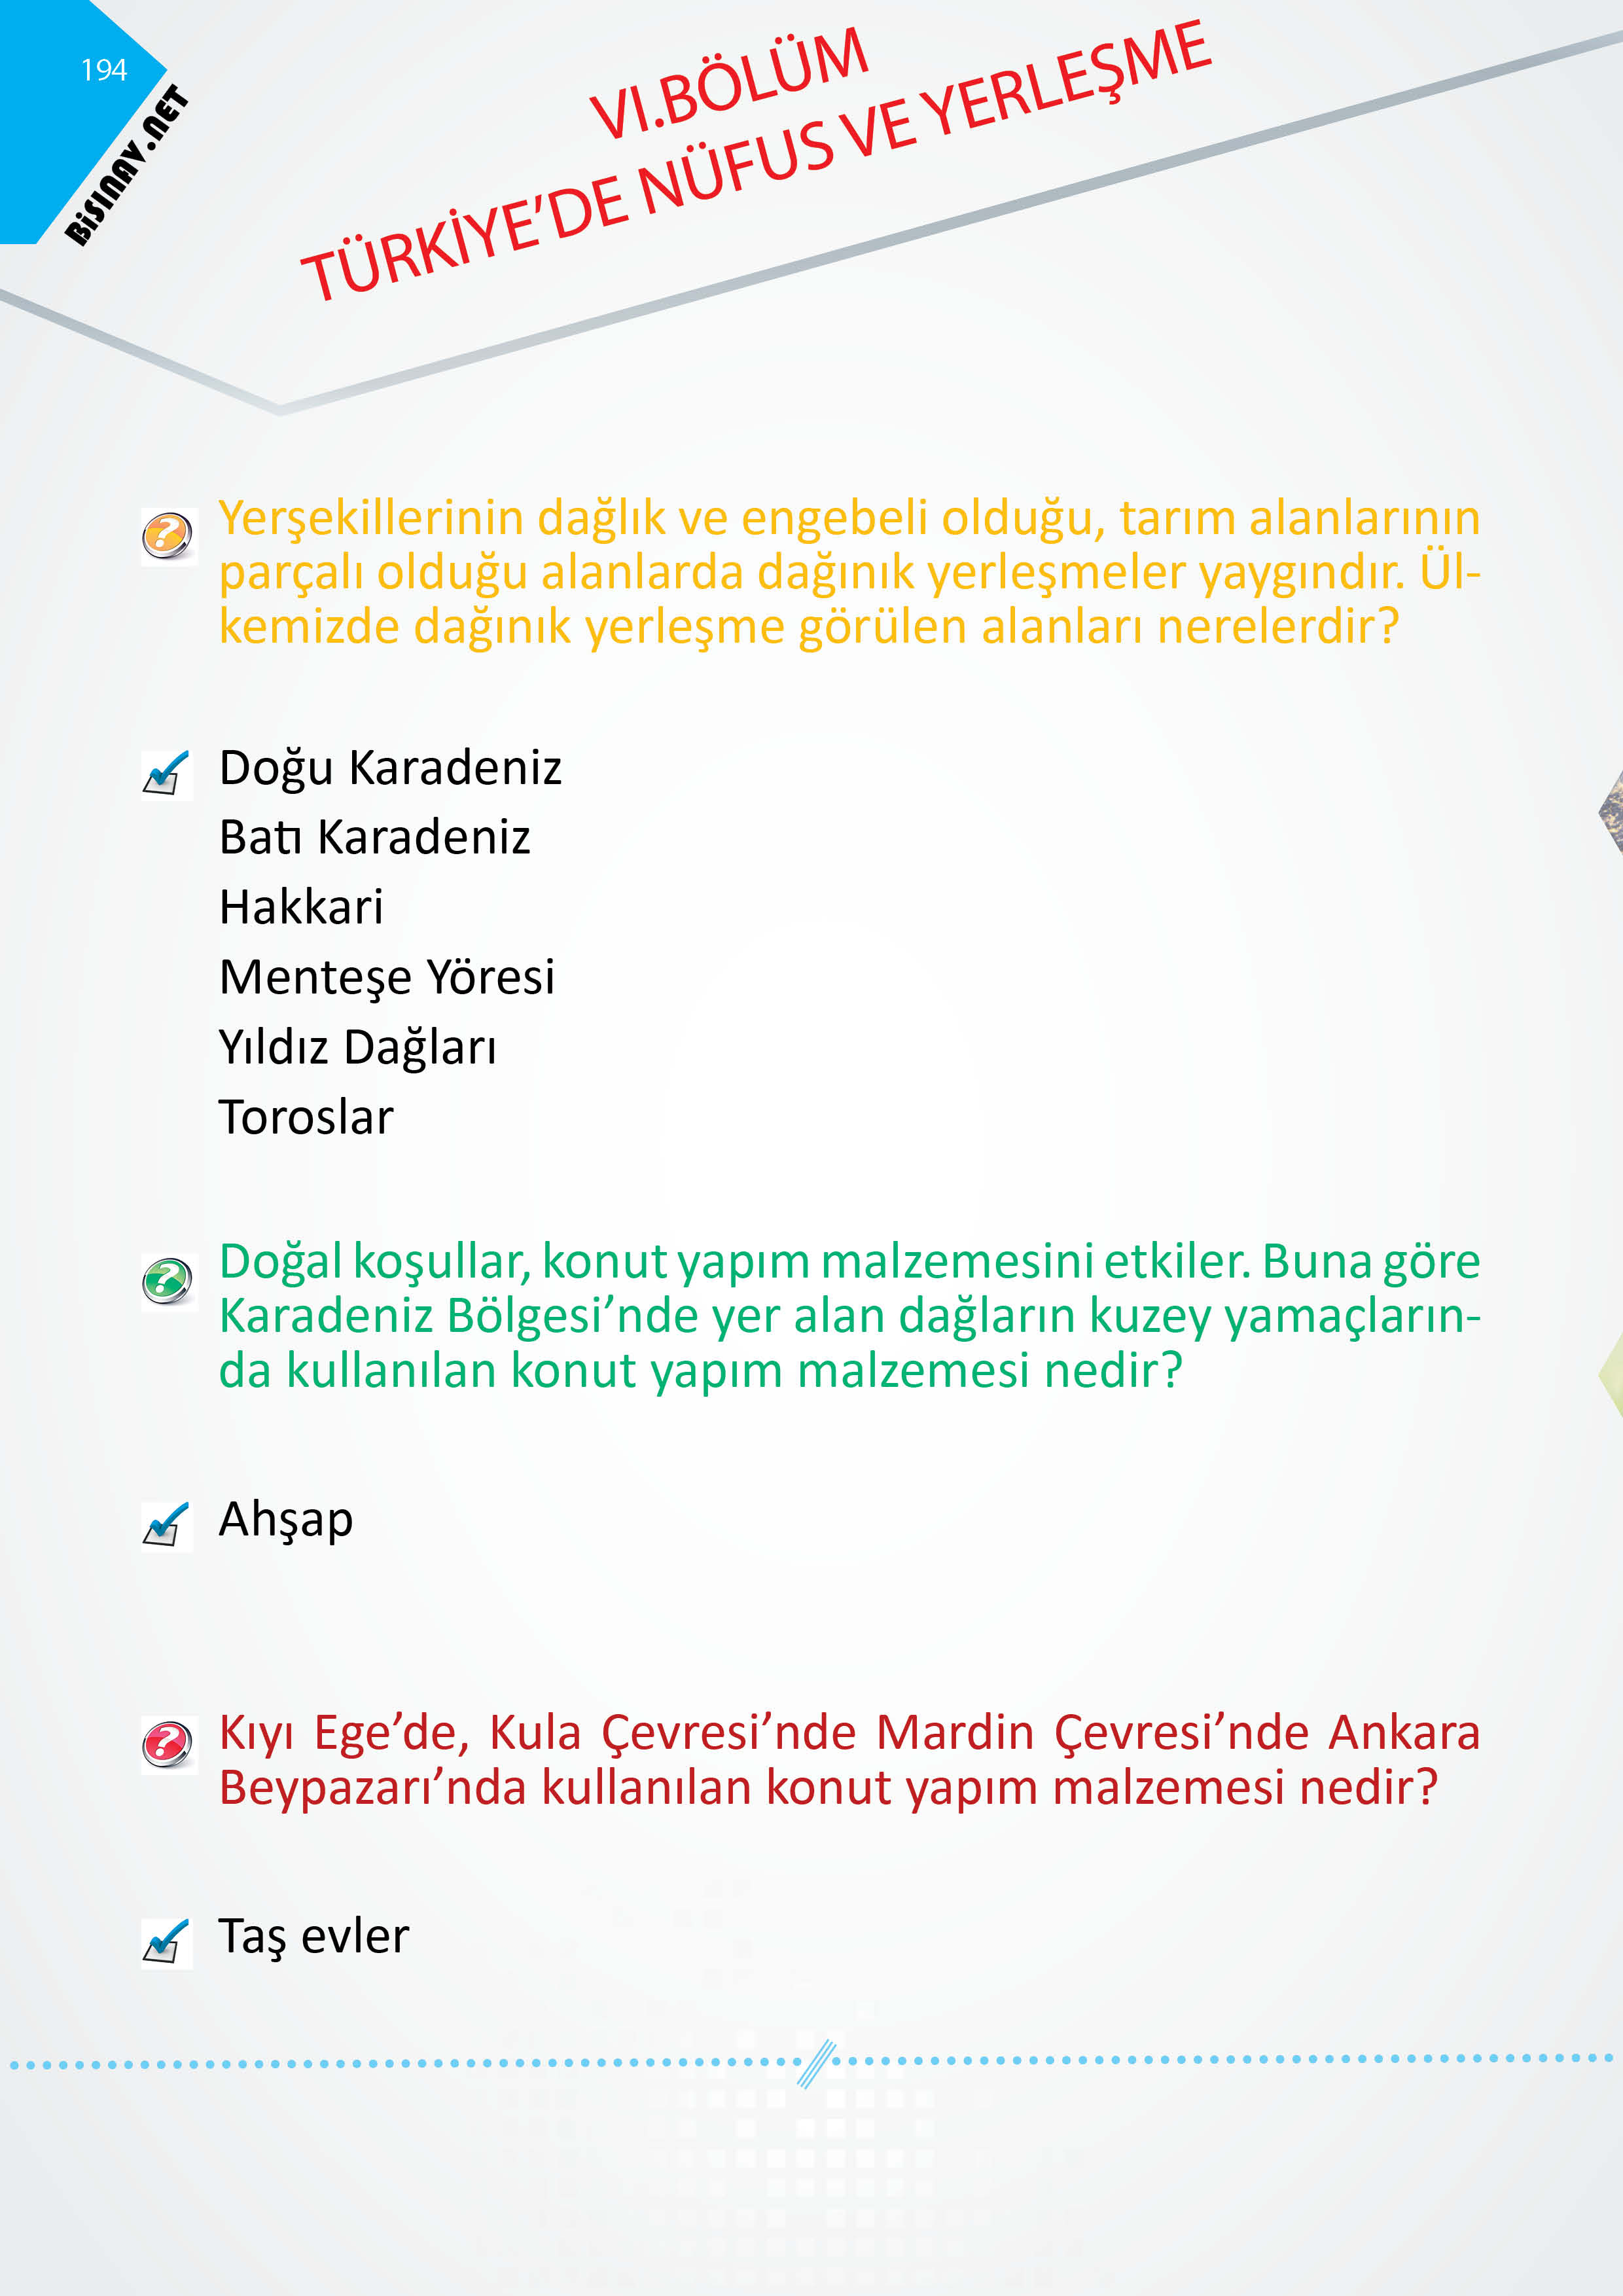 194
BiSINAV.NET
VI.BÖLÜM
TÜRKİYE’DE NÜFUS VE YERLEŞME
Yerşekillerinin dağlık ve engebeli olduğu, tarım alanlarının
parçalı olduğu alanlarda dağınık yerleşmeler yaygındır. Ül-
kemizde dağınık yerleşme görülen alanları nerelerdir?
Doğu Karadeniz
Batı Karadeniz
Hakkari
Menteşe Yöresi
Yıldız Dağları
Toroslar
Doğal koşullar, konut yapım malzemesini etkiler. Buna göre
Karadeniz Bölgesi’nde yer alan dağların kuzey yamaçların-
da kullanılan konut yapım malzemesi nedir?
Ahşap
Kıyı Ege’de, Kula Çevresi’nde Mardin Çevresi’nde Ankara
Beypazarı’nda kullanılan konut yapım malzemesi nedir?
Taş evler